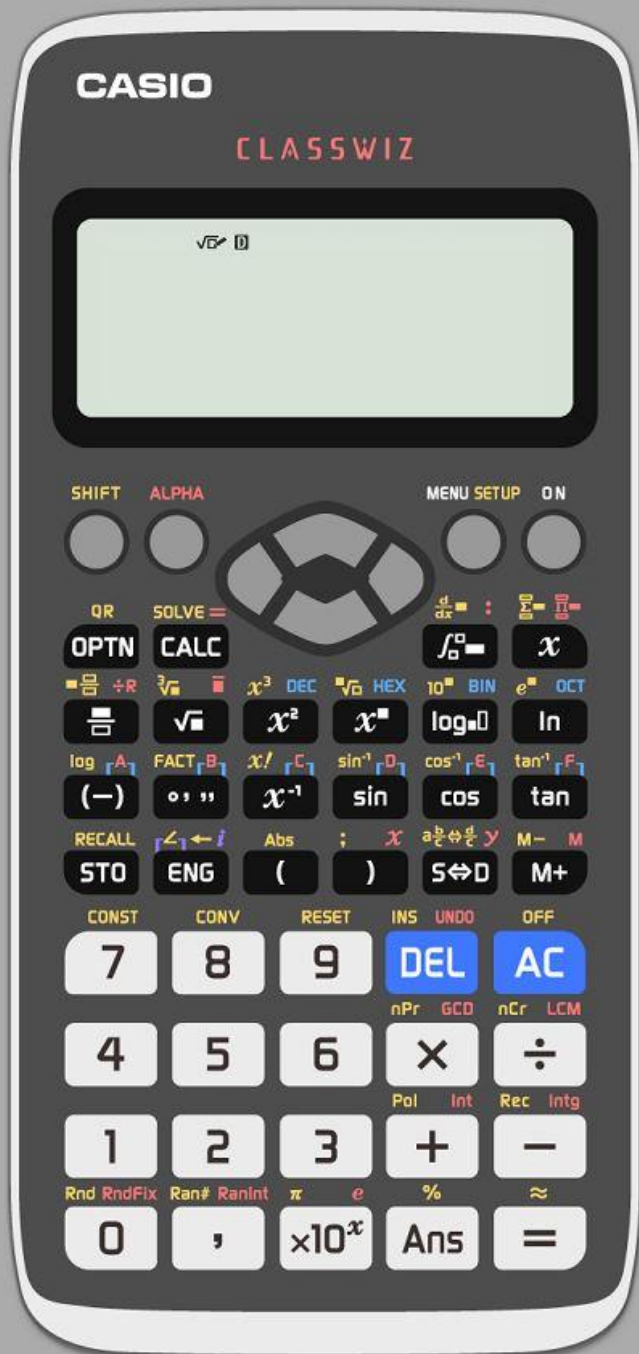 CASIO
CLASSWIZ
√▫ D
SHIFT ALPHA MENU SETUP ON
QR SOLVE = d/dx■ : Σ▫ Π▫
OPTN CALC ∫▫■ x
■▫/▫ ÷R ³√■ x³ DEC ■√▫ HEX 10■ BIN e■ OCT
√■ x² x■ log■▯ ln
log A FACT B x! C sin⁻¹ D cos⁻¹ E tan⁻¹ F
(−) ° ’ ” x⁻¹ sin cos tan
RECALL ∠ ← i Abs ; x a b/c⇔d/c y M− M
STO ENG ( ) S⇔D M+
CONST CONV RESET INS UNDO OFF
7 8 9 DEL AC
nPr GCD nCr LCM
4 5 6 × ÷
Pol Int Rec Intg
1 2 3 + −
Rnd RndFix Ran# RanInt π e % ≈
0 , ×10ˣ Ans =